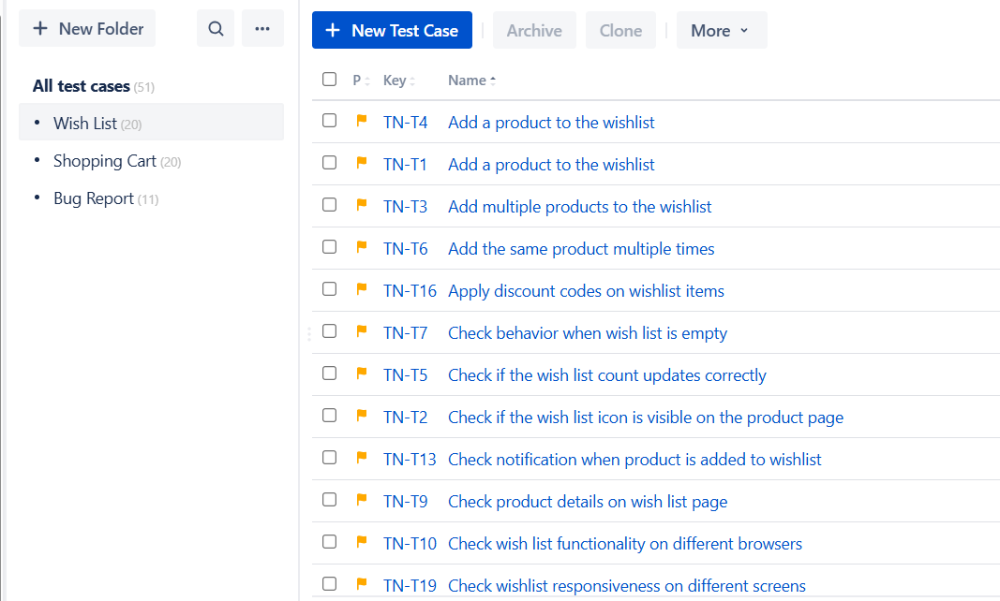 New Folder
All test cases (51)
Wish List (20)
Shopping Cart (20)
Bug Report (11)
New Test Case Archive Clone More
P Key Name
TN-T4 Add a product to the wishlist
TN-T1 Add a product to the wishlist
TN-T3 Add multiple products to the wishlist
TN-T6 Add the same product multiple times
TN-T16 Apply discount codes on wishlist items
TN-T7 Check behavior when wish list is empty
TN-T5 Check if the wish list count updates correctly
TN-T2 Check if the wish list icon is visible on the product page
TN-T13 Check notification when product is added to wishlist
TN-T9 Check product details on wish list page
TN-T10 Check wish list functionality on different browsers
TN-T19 Check wishlist responsiveness on different screens